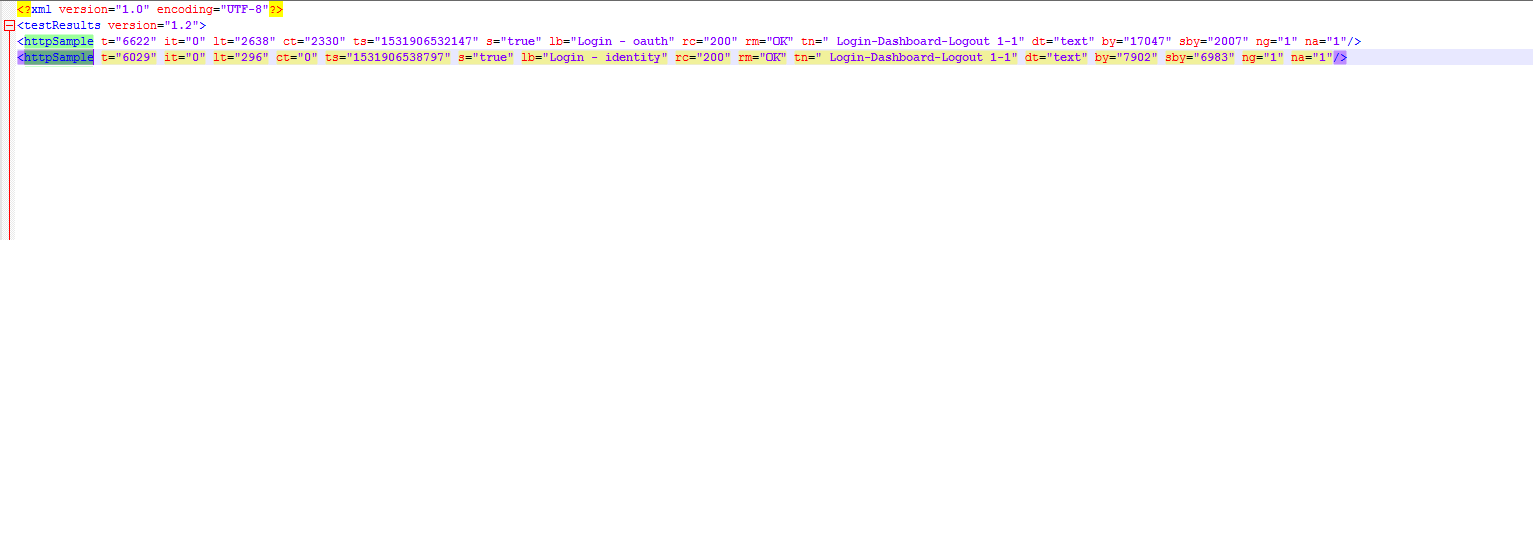 <?xml version="1.0" encoding="UTF-8"?>
<testResults version="1.2">
<httpSample t="6622" it="0" lt="2638" ct="2330" ts="1531906532147" s="true" lb="Login - oauth" rc="200" rm="OK" tn=" Login-Dashboard-Logout 1-1" dt="text" by="17047" sby="2007" ng="1" na="1"/>
<httpSample t="6029" it="0" lt="296" ct="0" ts="1531906538797" s="true" lb="Login - identity" rc="200" rm="OK" tn=" Login-Dashboard-Logout 1-1" dt="text" by="7902" sby="6983" ng="1" na="1"/>